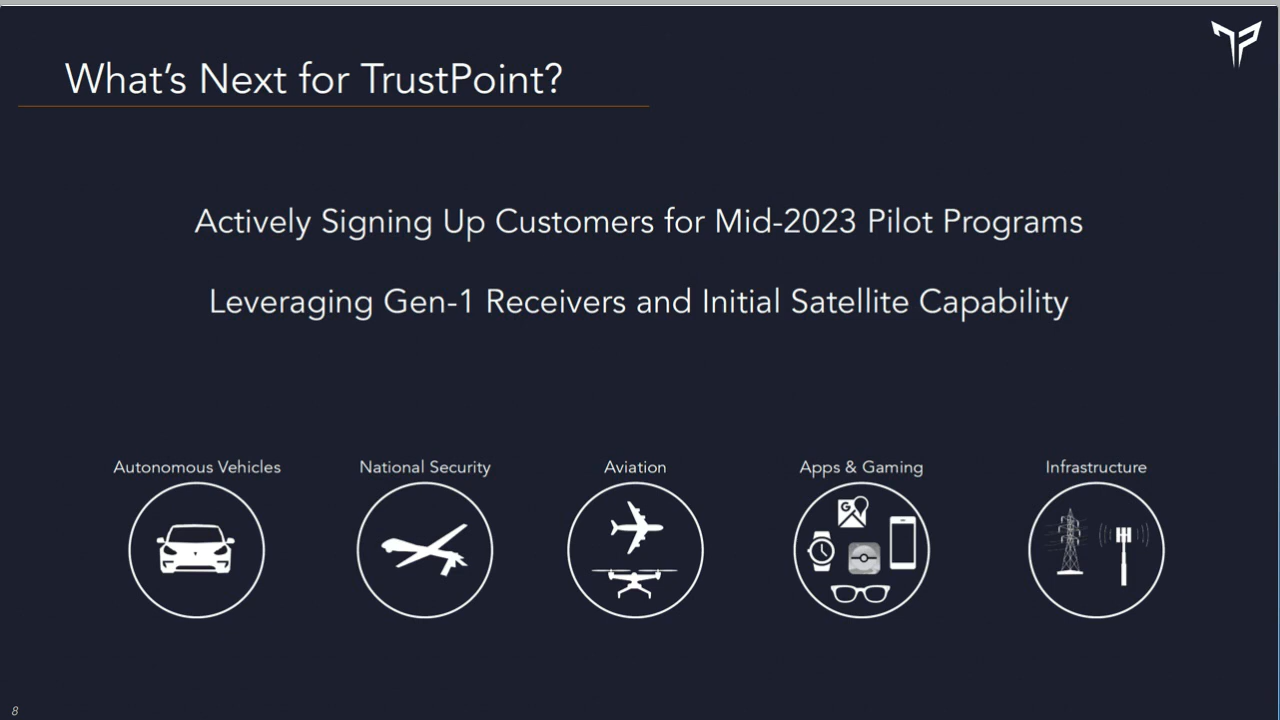 What's Next for TrustPoint?
Actively Signing Up Customers for Mid-2023 Pilot Programs
Leveraging Gen-1 Receivers and Initial Satellite Capability
Autonomous Vehicles
National Security
Aviation
Apps & Gaming
Infrastructure
G
8